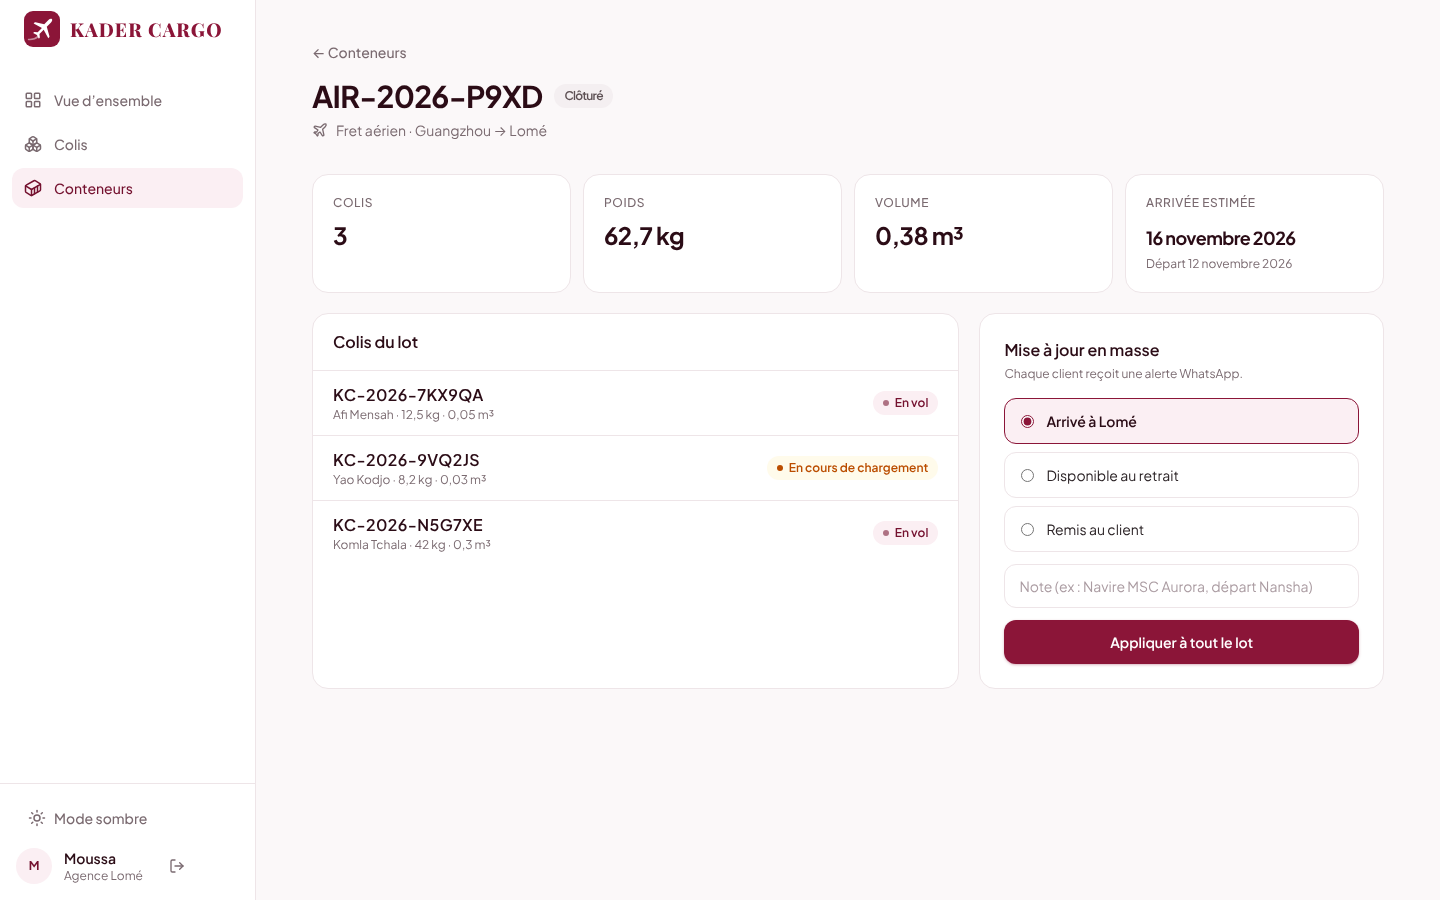 KADER CARGO
Vue d’ensemble
Colis
Conteneurs
Mode sombre
M
Moussa
Agence Lomé
← Conteneurs
AIR-2026-P9XD
Clôturé
Fret aérien · Guangzhou → Lomé
COLIS
3
POIDS
62,7 kg
VOLUME
0,38 m³
ARRIVÉE ESTIMÉE
16 novembre 2026
Départ 12 novembre 2026
Colis du lot
KC-2026-7KX9QA
Afi Mensah · 12,5 kg · 0,05 m³
En vol
KC-2026-9VQ2JS
Yao Kodjo · 8,2 kg · 0,03 m³
En cours de chargement
KC-2026-N5G7XE
Komla Tchala · 42 kg · 0,3 m³
En vol
Mise à jour en masse
Chaque client reçoit une alerte WhatsApp.
Arrivé à Lomé
Disponible au retrait
Remis au client
Note (ex : Navire MSC Aurora, départ Nansha)
Appliquer à tout le lot